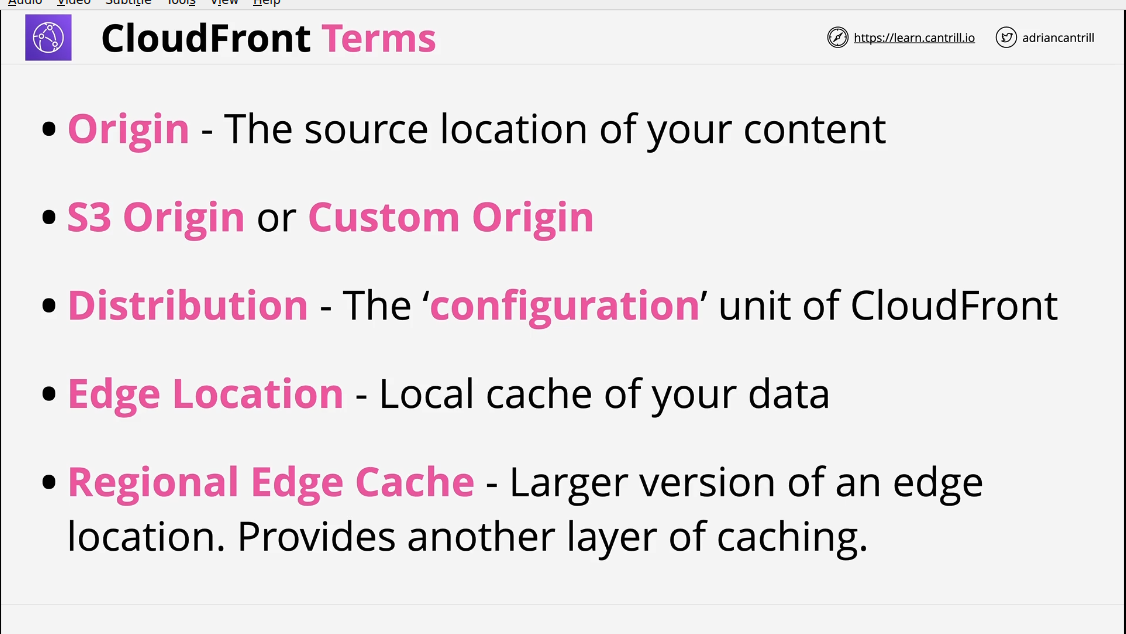 Audio Video Subtitle Tools View Help
CloudFront Terms
https://learn.cantrill.io
adriancantrill
• Origin - The source location of your content
• S3 Origin or Custom Origin
• Distribution - The ‘configuration’ unit of CloudFront
• Edge Location - Local cache of your data
• Regional Edge Cache - Larger version of an edge
location. Provides another layer of caching.